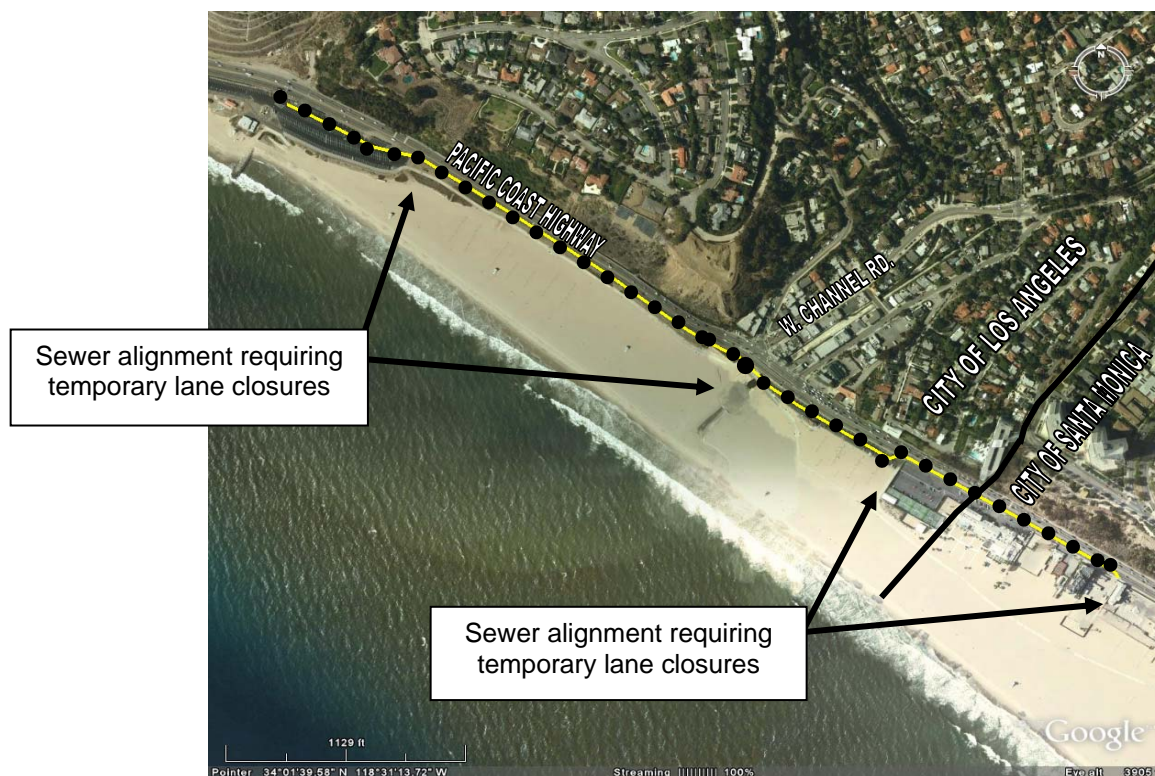 N
PACIFIC COAST HIGHWAY
W. CHANNEL RD.
CITY OF LOS ANGELES
CITY OF SANTA MONICA
Sewer alignment requiring
temporary lane closures
Sewer alignment requiring
temporary lane closures
Google
1129 ft
Pointer 34°01'39.58" N 118°31'13.72" W Streaming ||||||||| 100% Eye alt 3905